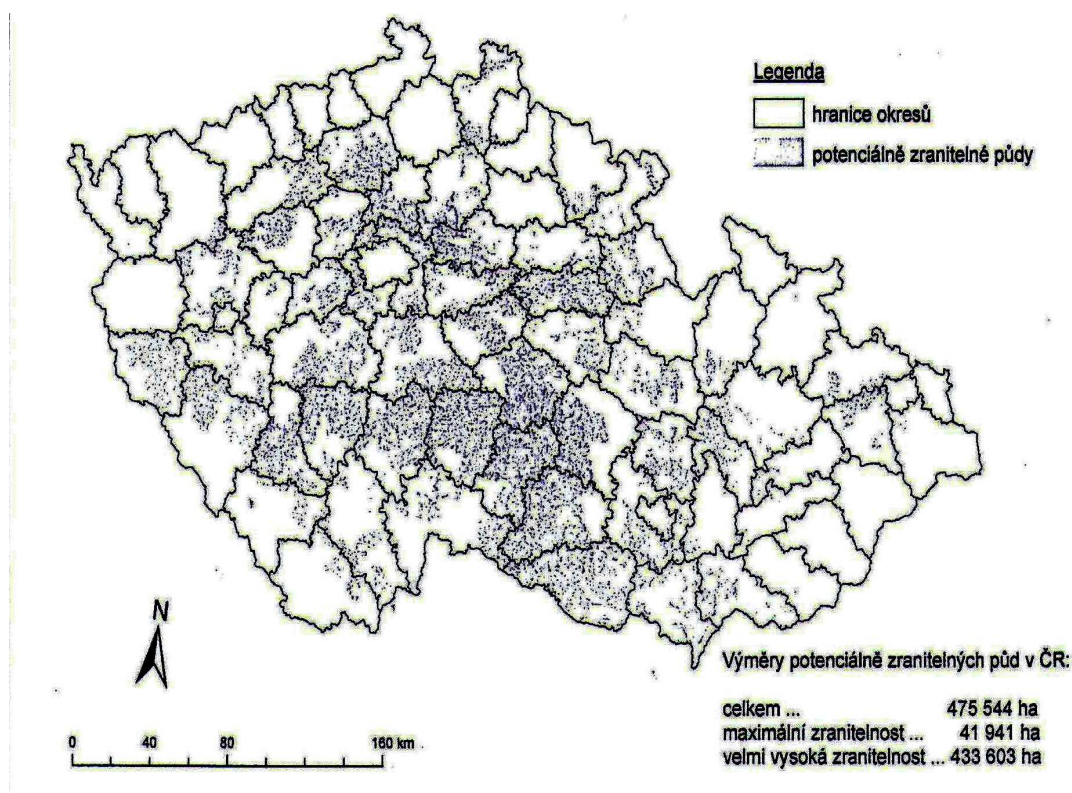 Legenda
hranice okresů
potenciálně zranitelné půdy
N
0 40 80 160 km
Výměry potenciálně zranitelných půd v ČR:
celkem ... 475 544 ha
maximální zranitelnost ... 41 941 ha
velmi vysoká zranitelnost ... 433 603 ha